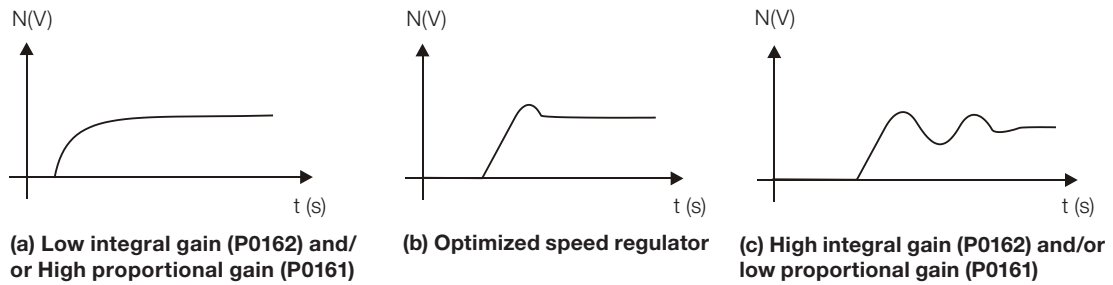 N(V)
t (s)
(a) Low integral gain (P0162) and/
or High proportional gain (P0161)
N(V)
t (s)
(b) Optimized speed regulator
N(V)
t (s)
(c) High integral gain (P0162) and/or
low proportional gain (P0161)